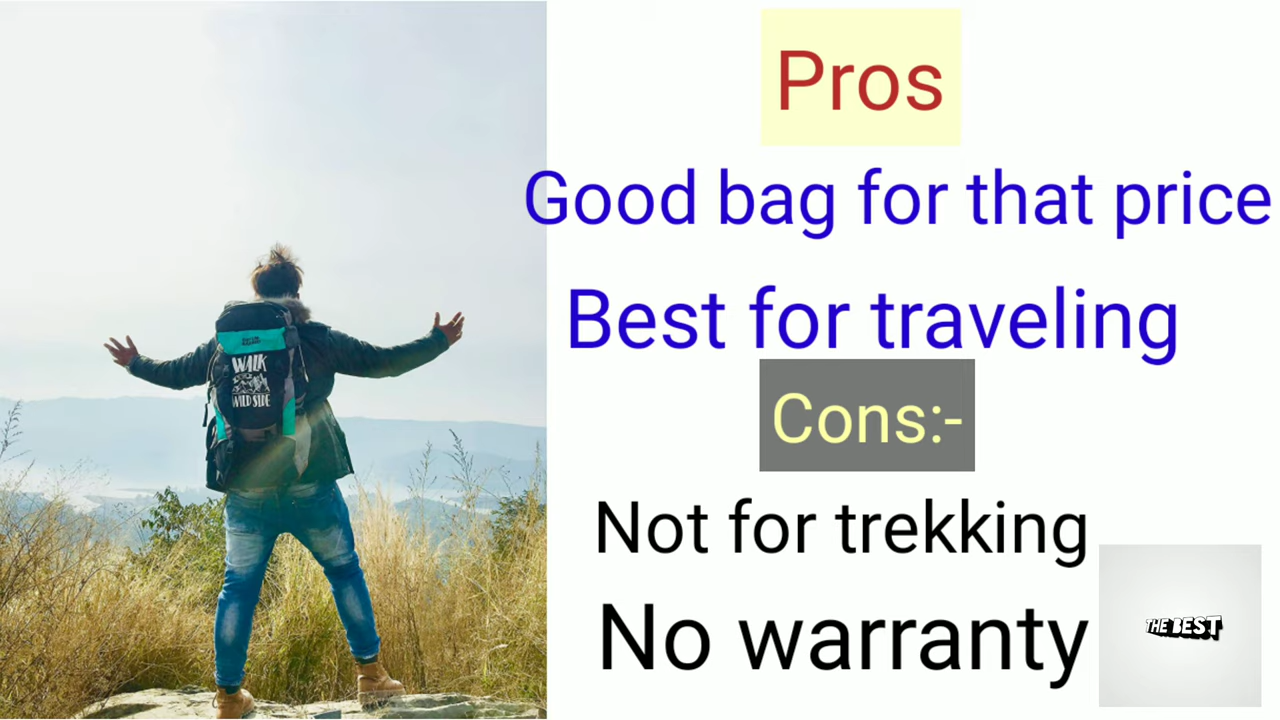 Pros
Good bag for that price
Best for traveling
Cons:-
Not for trekking
No warranty
WALK
WILD SIDE
THE BEST